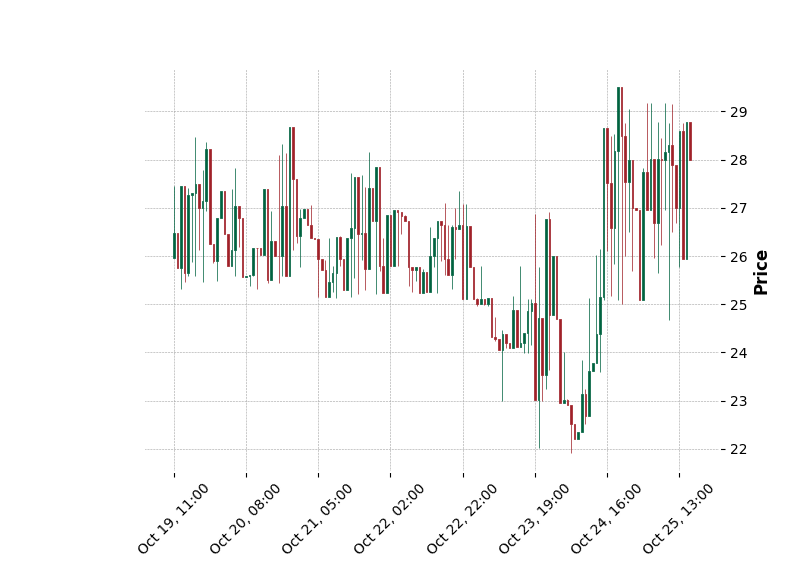 29
28
27
26
25
24
23
22
Price
Oct 19, 11:00
Oct 20, 08:00
Oct 21, 05:00
Oct 22, 02:00
Oct 22, 22:00
Oct 23, 19:00
Oct 24, 16:00
Oct 25, 13:00